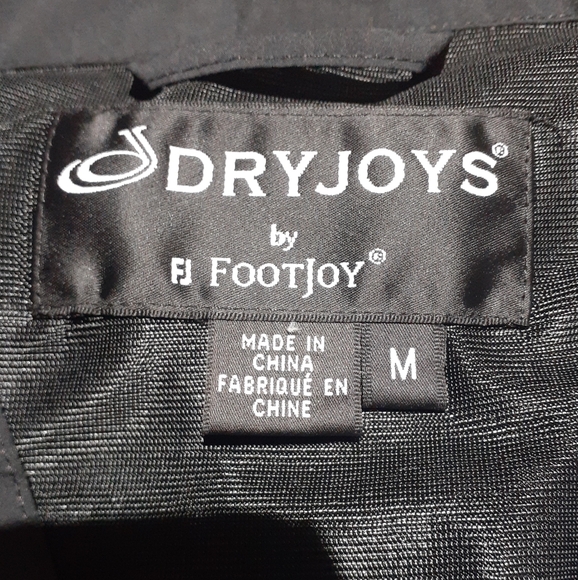 DRYJOYS®
by
FJ FOOTJOY®
MADE IN
CHINA
FABRIQUÉ EN
CHINE
M